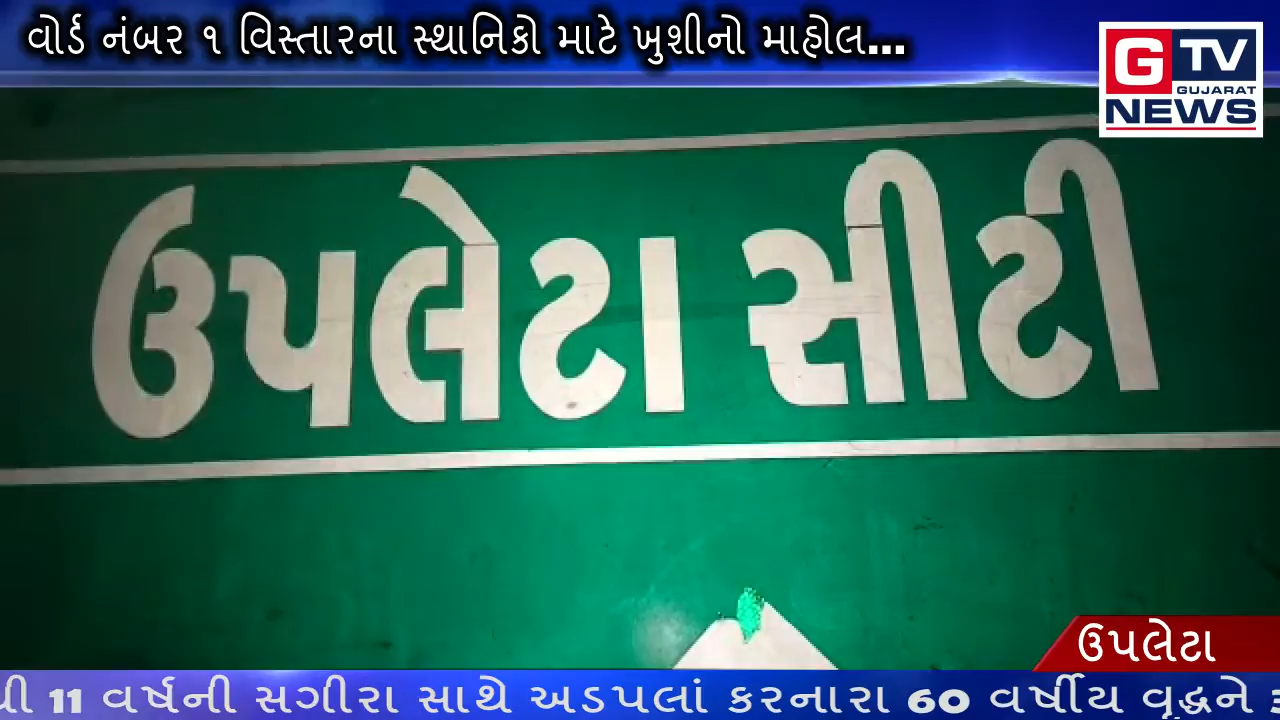 વોર્ડ નંબર ૧ વિસ્તારના સ્થાનિકો માટે ખુશીનો માહોલ...
G TV
GUJARAT
NEWS
ઉપલેટા સીટી
ઉપલેટા
11 વર્ષની સગીરા સાથે અડપલાં કરનારા 60 વર્ષીય વૃદ્ધને